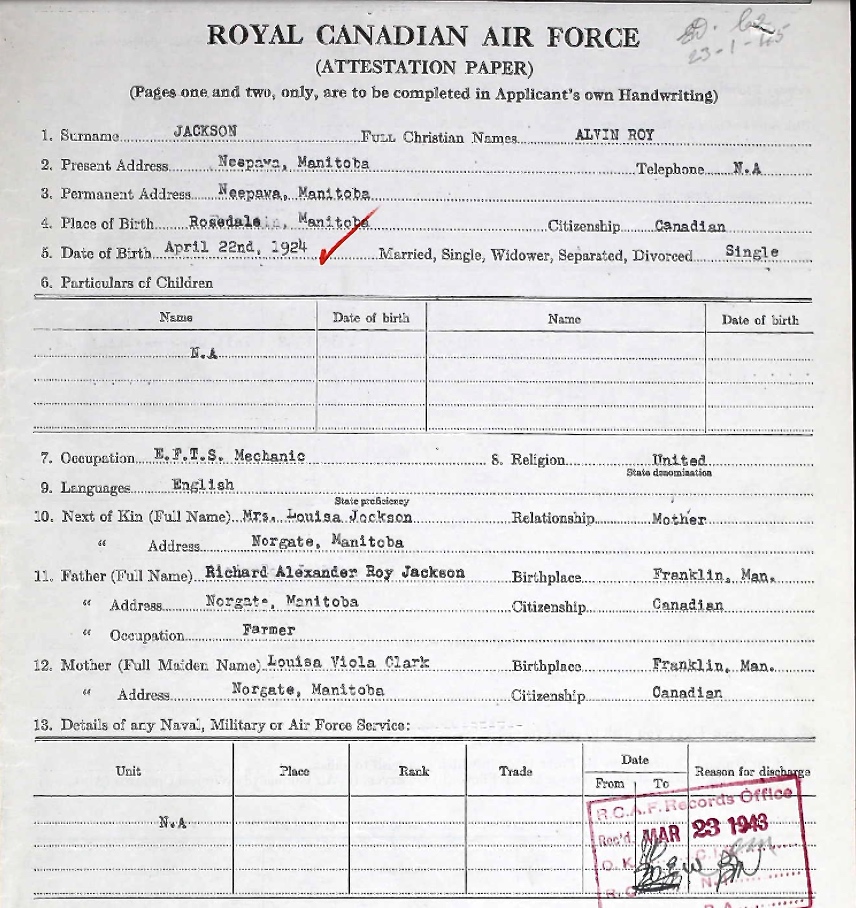 23-1-45
ROYAL CANADIAN AIR FORCE
(ATTESTATION PAPER)
(Pages one and two, only, are to be completed in Applicant's own Handwriting)
1. Surname JACKSON Full Christian Names ALVIN ROY
2. Present Address Neepawa, Manitoba Telephone N.A
3. Permanent Address Neepawa, Manitoba
4. Place of Birth Rosedale, Manitoba Citizenship Canadian
5. Date of Birth April 22nd, 1924 Married, Single, Widower, Separated, Divorced Single
6. Particulars of Children
Name Date of birth Name Date of birth
N.A
7. Occupation E.F.T.S. Mechanic 8. Religion United
State denomination
9. Languages English
State proficiency
10. Next of Kin (Full Name) Mrs. Louisa Jackson Relationship Mother
" Address Norgate, Manitoba
11. Father (Full Name) Richard Alexander Roy Jackson Birthplace Franklin, Man.
" Address Norgate, Manitoba Citizenship Canadian
" Occupation Farmer
12. Mother (Full Maiden Name) Louisa Viola Clark Birthplace Franklin, Man.
" Address Norgate, Manitoba Citizenship Canadian
13. Details of any Naval, Military or Air Force Service:
Unit Place Rank Trade Date Reason for discharge
From To
N.A
R.C.A.F. Records Office
Rec'd. MAR 23 1943